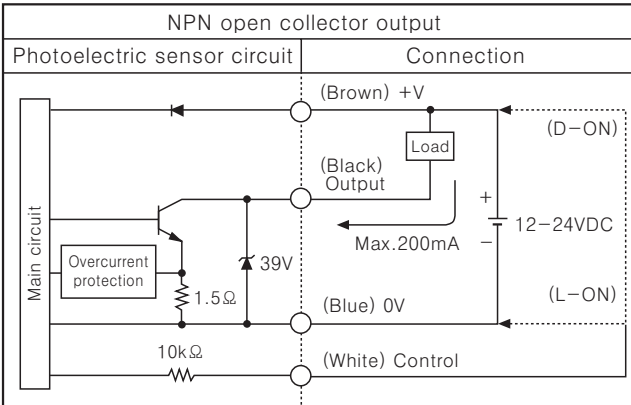 NPN open collector output
Photoelectric sensor circuit
Connection
(Brown) +V
(D-ON)
Load
(Black)
Output
Main circuit
+
12-24VDC
-
Max.200mA
Overcurrent
protection
39V
1.5Ω
(Blue) 0V
(L-ON)
10kΩ
(White) Control